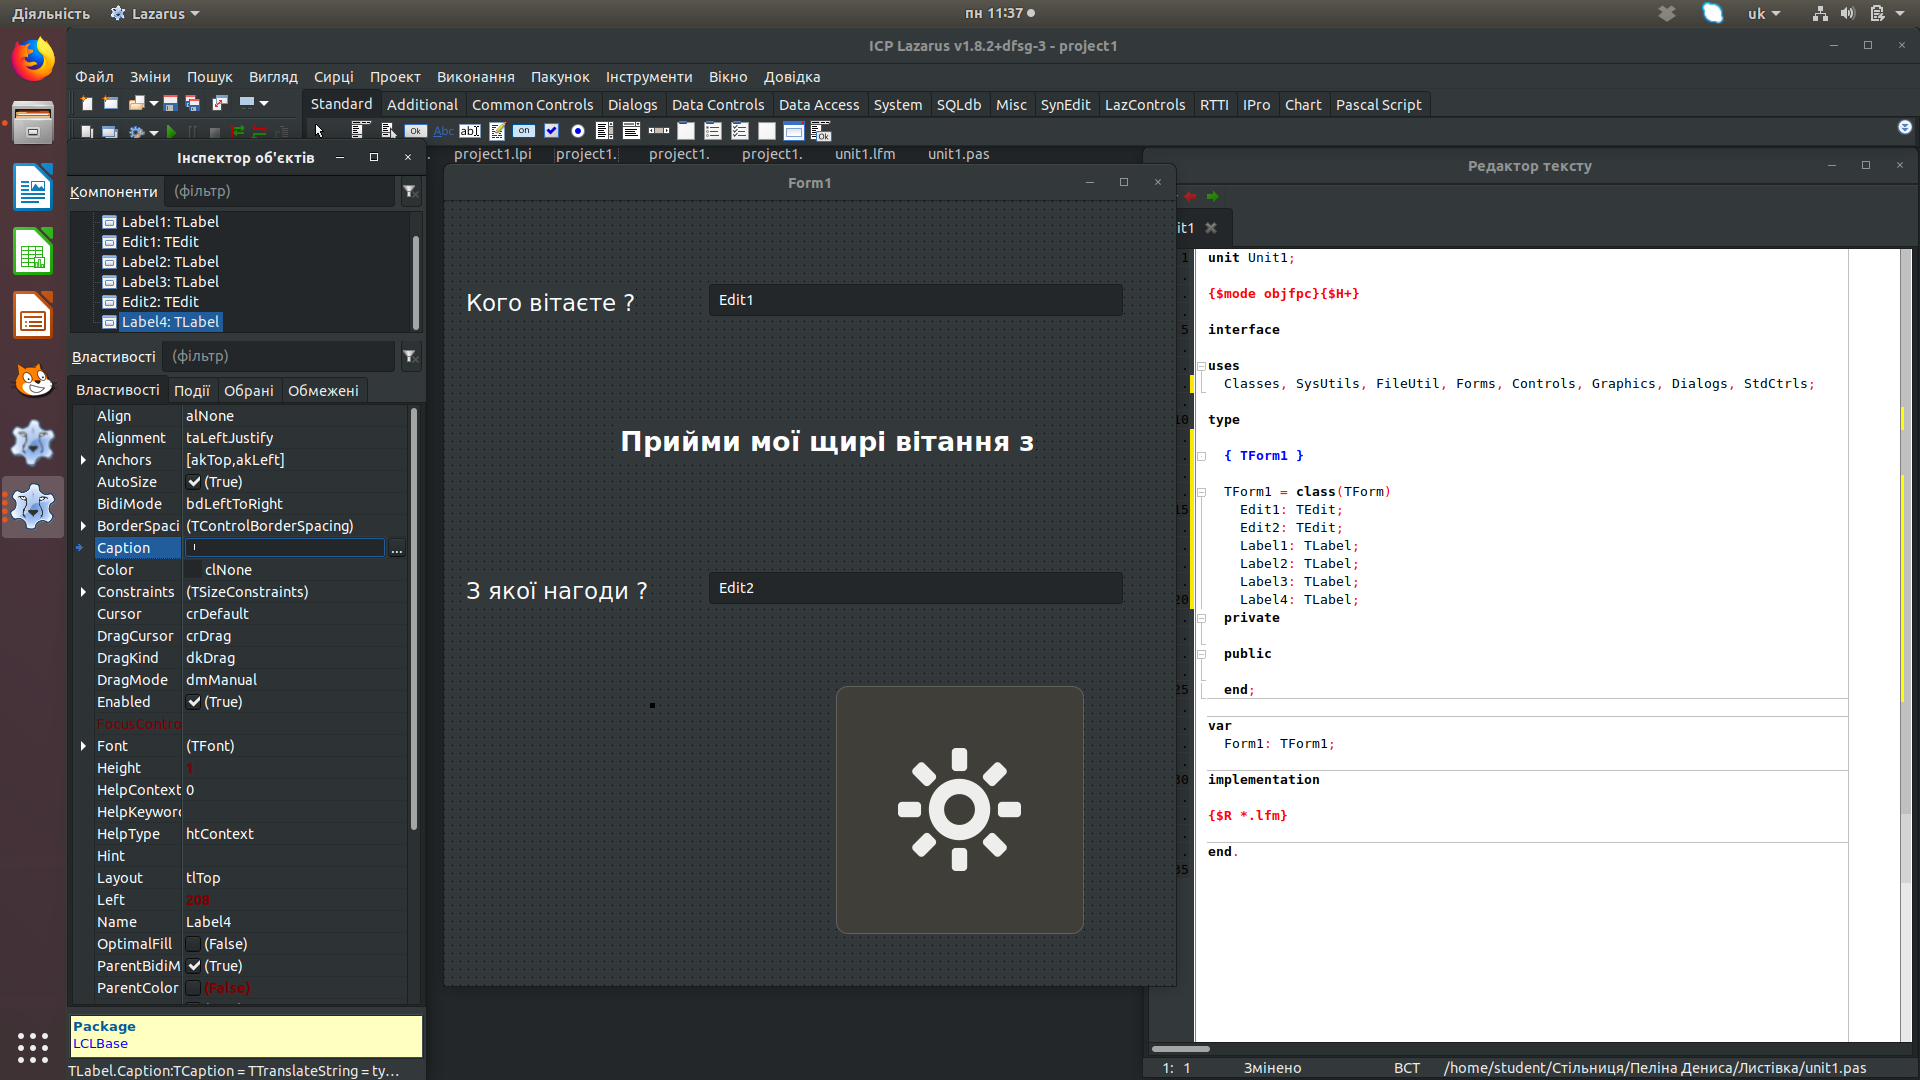 Діяльність
Lazarus
пн 11:37
uk
ICP Lazarus v1.8.2+dfsg-3 - project1
Файл Зміни Пошук Вигляд Сирці Проект Виконання Пакунок Інструменти Вікно Довідка
Standard Additional Common Controls Dialogs Data Controls Data Access System SQLdb Misc SynEdit LazControls RTTI IPro Chart Pascal Script
project1.lpi project1. project1. project1. unit1.lfm unit1.pas
Інспектор об'єктів
Компоненти (фільтр)
Label1: TLabel
Edit1: TEdit
Label2: TLabel
Label3: TLabel
Edit2: TEdit
Label4: TLabel
Властивості (фільтр)
Властивості Події Обрані Обмежені
Align alNone
Alignment taLeftJustify
Anchors [akTop,akLeft]
AutoSize (True)
BidiMode bdLeftToRight
BorderSpaci (TControlBorderSpacing)
Caption ...
Color clNone
Constraints (TSizeConstraints)
Cursor crDefault
DragCursor crDrag
DragKind dkDrag
DragMode dmManual
Enabled (True)
FocusContro
Font (TFont)
Height 1
HelpContext 0
HelpKeyword
HelpType htContext
Hint
Layout tlTop
Left 208
Name Label4
OptimalFill (False)
ParentBidiM (True)
ParentColor (False)
Package
LCLBase
TLabel.Caption:TCaption = TTranslateString = ty...
Form1
Кого вітаєте ?
Edit1
Прийми мої щирі вітання з
З якої нагоди ?
Edit2
Редактор тексту
it1
1 unit Unit1;
{$mode objfpc}{$H+}
5 interface
uses
Classes, SysUtils, FileUtil, Forms, Controls, Graphics, Dialogs, StdCtrls;
10 type
{ TForm1 }
TForm1 = class(TForm)
15 Edit1: TEdit;
Edit2: TEdit;
Label1: TLabel;
Label2: TLabel;
Label3: TLabel;
20 Label4: TLabel;
private
public
25 end;
var
Form1: TForm1;
30 implementation
{$R *.lfm}
end.
35
1: 1 Змінено ВСТ /home/student/Стільниця/Пеліна Дениса/Листівка/unit1.pas